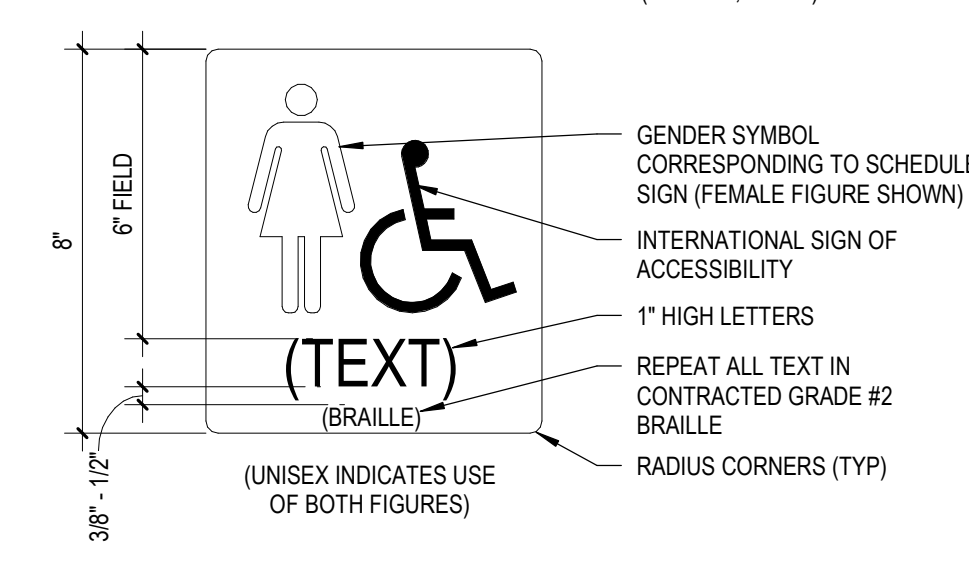 GENDER SYMBOL
CORRESPONDING TO SCHEDULE
SIGN (FEMALE FIGURE SHOWN)
6" FIELD
8"
INTERNATIONAL SIGN OF
ACCESSIBILITY
1" HIGH LETTERS
(TEXT)
REPEAT ALL TEXT IN
CONTRACTED GRADE #2
BRAILLE
(BRAILLE)
RADIUS CORNERS (TYP)
3/8" - 1/2"
(UNISEX INDICATES USE
OF BOTH FIGURES)